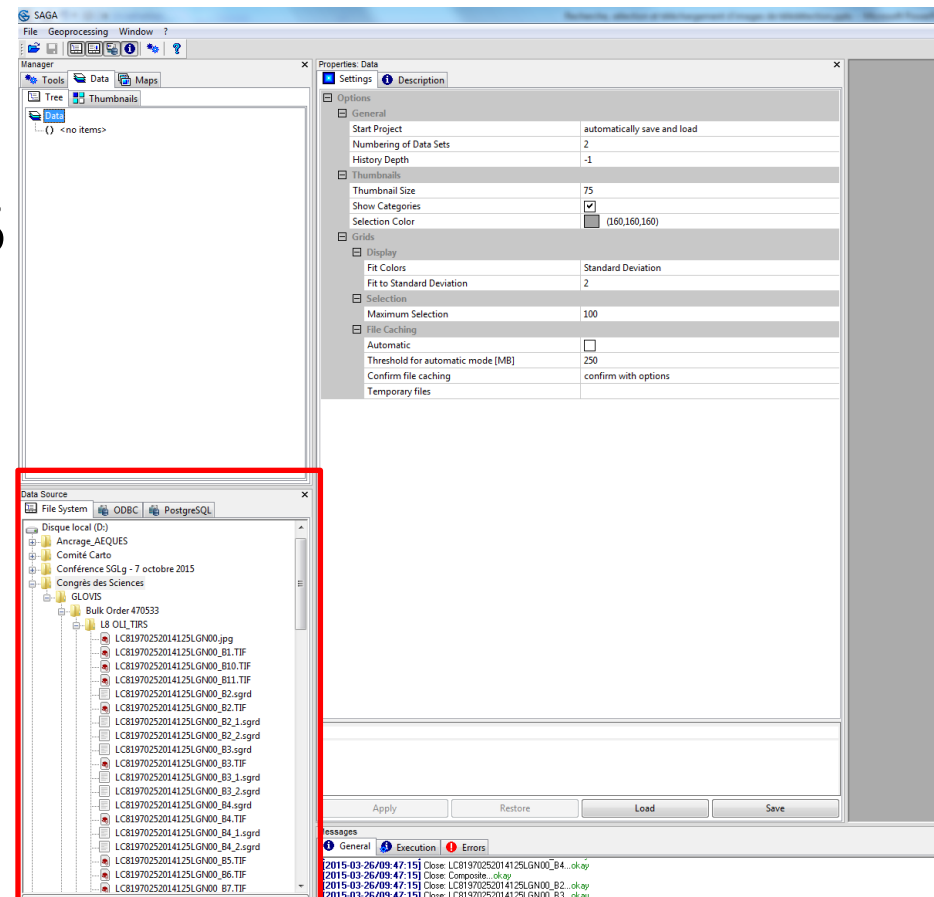 SAGA
File Geoprocessing Window ?
Manager
Tools Data Maps
Tree Thumbnails
Data
() <no items>
Properties: Data
Settings Description
Options
General
Start Project automatically save and load
Numbering of Data Sets 2
History Depth -1
Thumbnails
Thumbnail Size 75
Show Categories
Selection Color (160,160,160)
Grids
Display
Fit Colors Standard Deviation
Fit to Standard Deviation 2
Selection
Maximum Selection 100
File Caching
Automatic
Threshold for automatic mode [MB] 250
Confirm file caching confirm with options
Temporary files
Data Source
File System ODBC PostgreSQL
Disque local (D:)
Ancrage_AEQUES
Comité Carto
Conférence SGLg - 7 octobre 2015
Congrès des Sciences
GLOVIS
Bulk Order 470533
L8 OLI_TIRS
LC81970252014125LGN00.jpg
LC81970252014125LGN00_B1.TIF
LC81970252014125LGN00_B10.TIF
LC81970252014125LGN00_B11.TIF
LC81970252014125LGN00_B2.sgrd
LC81970252014125LGN00_B2.TIF
LC81970252014125LGN00_B2_1.sgrd
LC81970252014125LGN00_B2_2.sgrd
LC81970252014125LGN00_B3.sgrd
LC81970252014125LGN00_B3.TIF
LC81970252014125LGN00_B3_1.sgrd
LC81970252014125LGN00_B3_2.sgrd
LC81970252014125LGN00_B4.sgrd
LC81970252014125LGN00_B4.TIF
LC81970252014125LGN00_B4_1.sgrd
LC81970252014125LGN00_B4_2.sgrd
LC81970252014125LGN00_B5.TIF
LC81970252014125LGN00_B6.TIF
LC81970252014125LGN00_B7.TIF
Apply Restore Load Save
Messages
General Execution Errors
[2015-03-26/09:47:15] Close: LC81970252014125LGN00_B4...okay
[2015-03-26/09:47:15] Close: Composite...okay
[2015-03-26/09:47:15] Close: LC81970252014125LGN00_B2...okay
[2015-03-26/09:47:15] Close: LC81970252014125LGN00_B3...okay